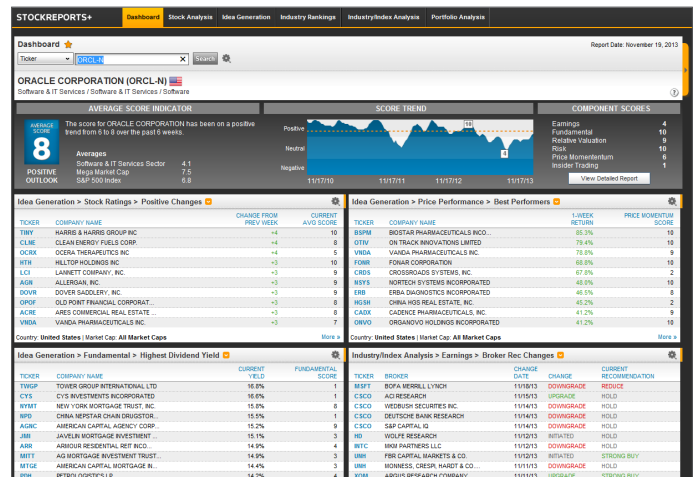 STOCKREPORTS+ Dashboard Stock Analysis Idea Generation Industry Rankings Industry/Index Analysis Portfolio Analysis
Dashboard Report Date: November 19, 2013
Ticker ORCL-N X Search
ORACLE CORPORATION (ORCL-N)
Software & IT Services / Software & IT Services / Software ?
AVERAGE SCORE INDICATOR
AVERAGE SCORE
8
POSITIVE OUTLOOK
The score for ORACLE CORPORATION has been on a positive
trend from 6 to 8 over the past 6 weeks.
Averages
Software & IT Services Sector 4.1
Mega Market Cap 7.5
S&P 500 Index 6.8
SCORE TREND
Positive
Neutral
Negative
10
4
11/17/10 11/17/11 11/17/12 11/17/13
COMPONENT SCORES
Earnings 4
Fundamental 10
Relative Valuation 9
Risk 10
Price Momententum 6
Insider Trading 1
View Detailed Report
Idea Generation > Stock Ratings > Positive Changes
TICKER COMPANY NAME CHANGE FROM PREV WEEK CURRENT AVG SCORE
TINY HARRIS & HARRIS GROUP INC +4 10
CLNE CLEAN ENERGY FUELS CORP. +4 8
OCRX OCERA THERAPEUTICS INC +4 5
HTH HILLTOP HOLDINGS INC +3 10
LCI LANNETT COMPANY, INC. +3 9
AGN ALLERGAN, INC. +3 9
DOVR DOVER SADDLERY, INC. +3 9
OPOF OLD POINT FINANCIAL CORPORAT... +3 8
ACRE ARES COMMERCIAL REAL ESTATE ... +3 8
VNDA VANDA PHARMACEUTICALS INC. +3 7
Country: United States | Market Cap: All Market Caps More »
Idea Generation > Price Performance > Best Performers
TICKER COMPANY NAME 1-WEEK RETURN PRICE MOMENTUM SCORE
BSPM BIOSTAR PHARMACEUTICALS INCO... 85.3% 10
OTIV ON TRACK INNOVATIONS LIMITED 79.4% 10
VNDA VANDA PHARMACEUTICALS INC. 78.8% 9
FONR FONAR CORPORATION 68.8% 10
CRDS CROSSROADS SYSTEMS, INC. 67.8% 2
NSYS NORTECH SYSTEMS INCORPORATED 48.0% 10
ERB ERBA DIAGNOSTICS INCORPORATED 46.5% 8
HGSH CHINA HGS REAL ESTATE, INC. 45.2% 2
CADX CADENCE PHARMACEUTICALS, INC. 41.2% 9
ONVO ORGANOVO HOLDINGS INCORPORATED 41.2% 10
Country: United States | Market Cap: All Market Caps More »
Idea Generation > Fundamental > Highest Dividend Yield
TICKER COMPANY NAME CURRENT YIELD FUNDAMENTAL SCORE
TWGP TOWER GROUP INTERNATIONAL LTD 16.8% 1
CYS CYS INVESTMENTS INCORPORATED 16.6% 1
NYMT NEW YORK MORTGAGE TRUST, INC. 15.8% 8
NPD CHINA NEPSTAR CHAIN DRUGSTOR... 15.5% 1
AGNC AMERICAN CAPITAL AGENCY CORP... 15.2% 9
JMI JAVELIN MORTGAGE INVESTMENT ... 15.1% 3
ARR ARMOUR RESIDENTIAL REIT INCO... 14.9% 4
MITT AG MORTGAGE INVESTMENT TRUST... 14.9% 3
MTGE AMERICAN CAPITAL MORTGAGE IN... 14.4% 3
PDH PETROLOGISTICS LP 14.2% 4
Industry/Index Analysis > Earnings > Broker Rec Changes
TICKER BROKER CHANGE DATE CHANGE CURRENT RECOMMENDATION
MSFT BOFA MERRILL LYNCH 11/18/13 DOWNGRADE REDUCE
CSCO ACI RESEARCH 11/15/13 UPGRADE HOLD
CSCO WEDBUSH SECURITIES INC. 11/14/13 DOWNGRADE HOLD
CSCO DEUTSCHE BANK RESEARCH 11/14/13 DOWNGRADE HOLD
CSCO S&P CAPITAL IQ 11/14/13 DOWNGRADE HOLD
HD WOLFE RESEARCH 11/12/13 INITIATED HOLD
INTC MKM PARTNERS LLC 11/12/13 DOWNGRADE HOLD
UNH FBR CAPITAL MARKETS & CO. 11/12/13 INITIATED STRONG BUY
UNH MONNESS, CRESPI, HARDT & CO.... 11/11/13 DOWNGRADE HOLD
XOM ARGUS RESEARCH COMPANY 11/11/13 UPGRADE STRONG BUY